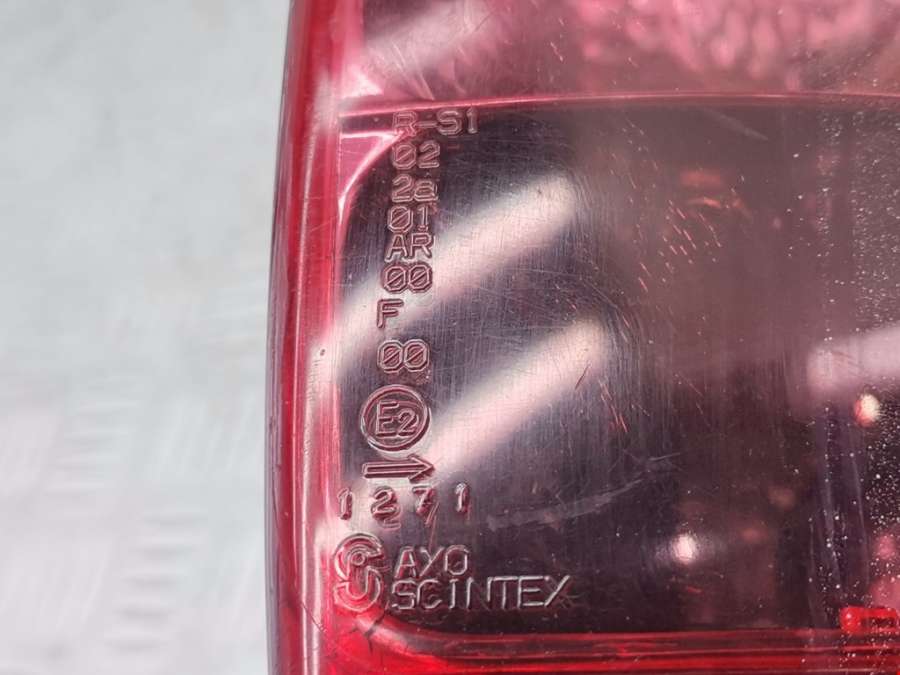 R-S1
02
2a
01
AR
00
F
00
E2
1271
AYO
SCINTEX